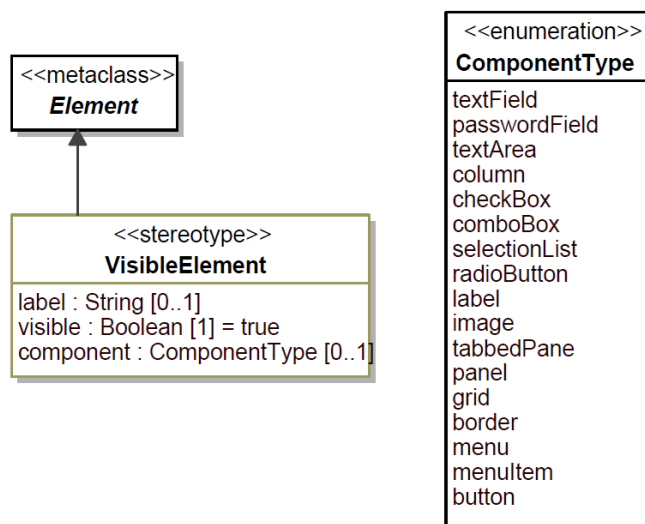 <<metaclass>>
Element
<<stereotype>>
VisibleElement
label : String [0..1]
visible : Boolean [1] = true
component : ComponentType [0..1]
<<enumeration>>
ComponentType
textField
passwordField
textArea
column
checkBox
comboBox
selectionList
radioButton
label
image
tabbedPane
panel
grid
border
menu
menuItem
button